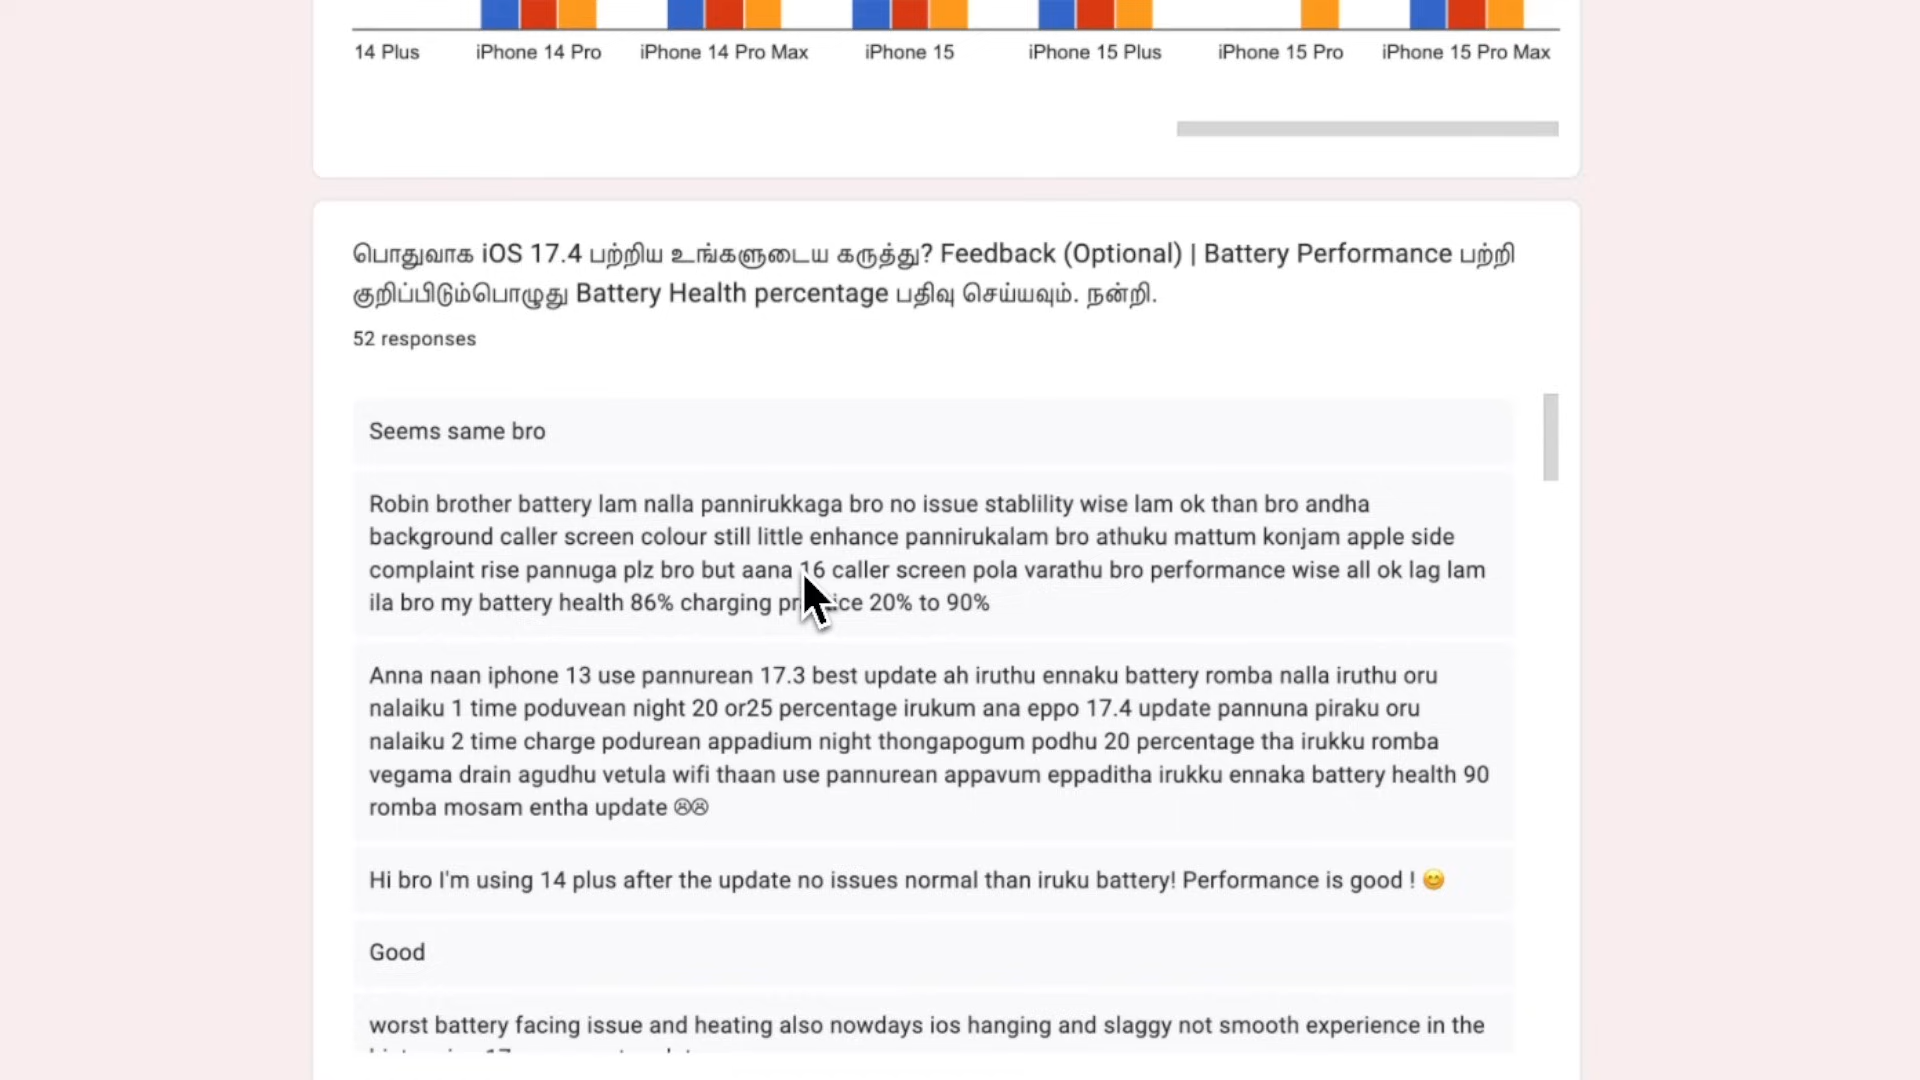 14 Plus iPhone 14 Pro iPhone 14 Pro Max iPhone 15 iPhone 15 Plus iPhone 15 Pro iPhone 15 Pro Max
பொதுவாக iOS 17.4 பற்றிய உங்களுடைய கருத்து? Feedback (Optional) | Battery Performance பற்றி
குறிப்பிடும்பொழுது Battery Health percentage பதிவு செய்யவும். நன்றி.
52 responses
Seems same bro
Robin brother battery lam nalla pannirukkaga bro no issue stablility wise lam ok than bro andha
background caller screen colour still little enhance pannirukalam bro athuku mattum konjam apple side
complaint rise pannuga plz bro but aana 16 caller screen pola varathu bro performance wise all ok lag lam
ila bro my battery health 86% charging 20% to 90%
Anna naan iphone 13 use pannurean 17.3 best update ah iruthu ennaku battery romba nalla iruthu oru
nalaiku 1 time poduvean night 20 or25 percentage irukum ana eppo 17.4 update pannuna piraku oru
nalaiku 2 time charge podurean appadium night thongapogum podhu 20 percentage tha irukku romba
vegama drain agudhu vetula wifi thaan use pannurean appavum eppaditha irukku ennaka battery health 90
romba mosam entha update ☹☹
Hi bro I'm using 14 plus after the update no issues normal than iruku battery! Performance is good ! 😊
Good
worst battery facing issue and heating also nowdays ios hanging and slaggy not smooth experience in the